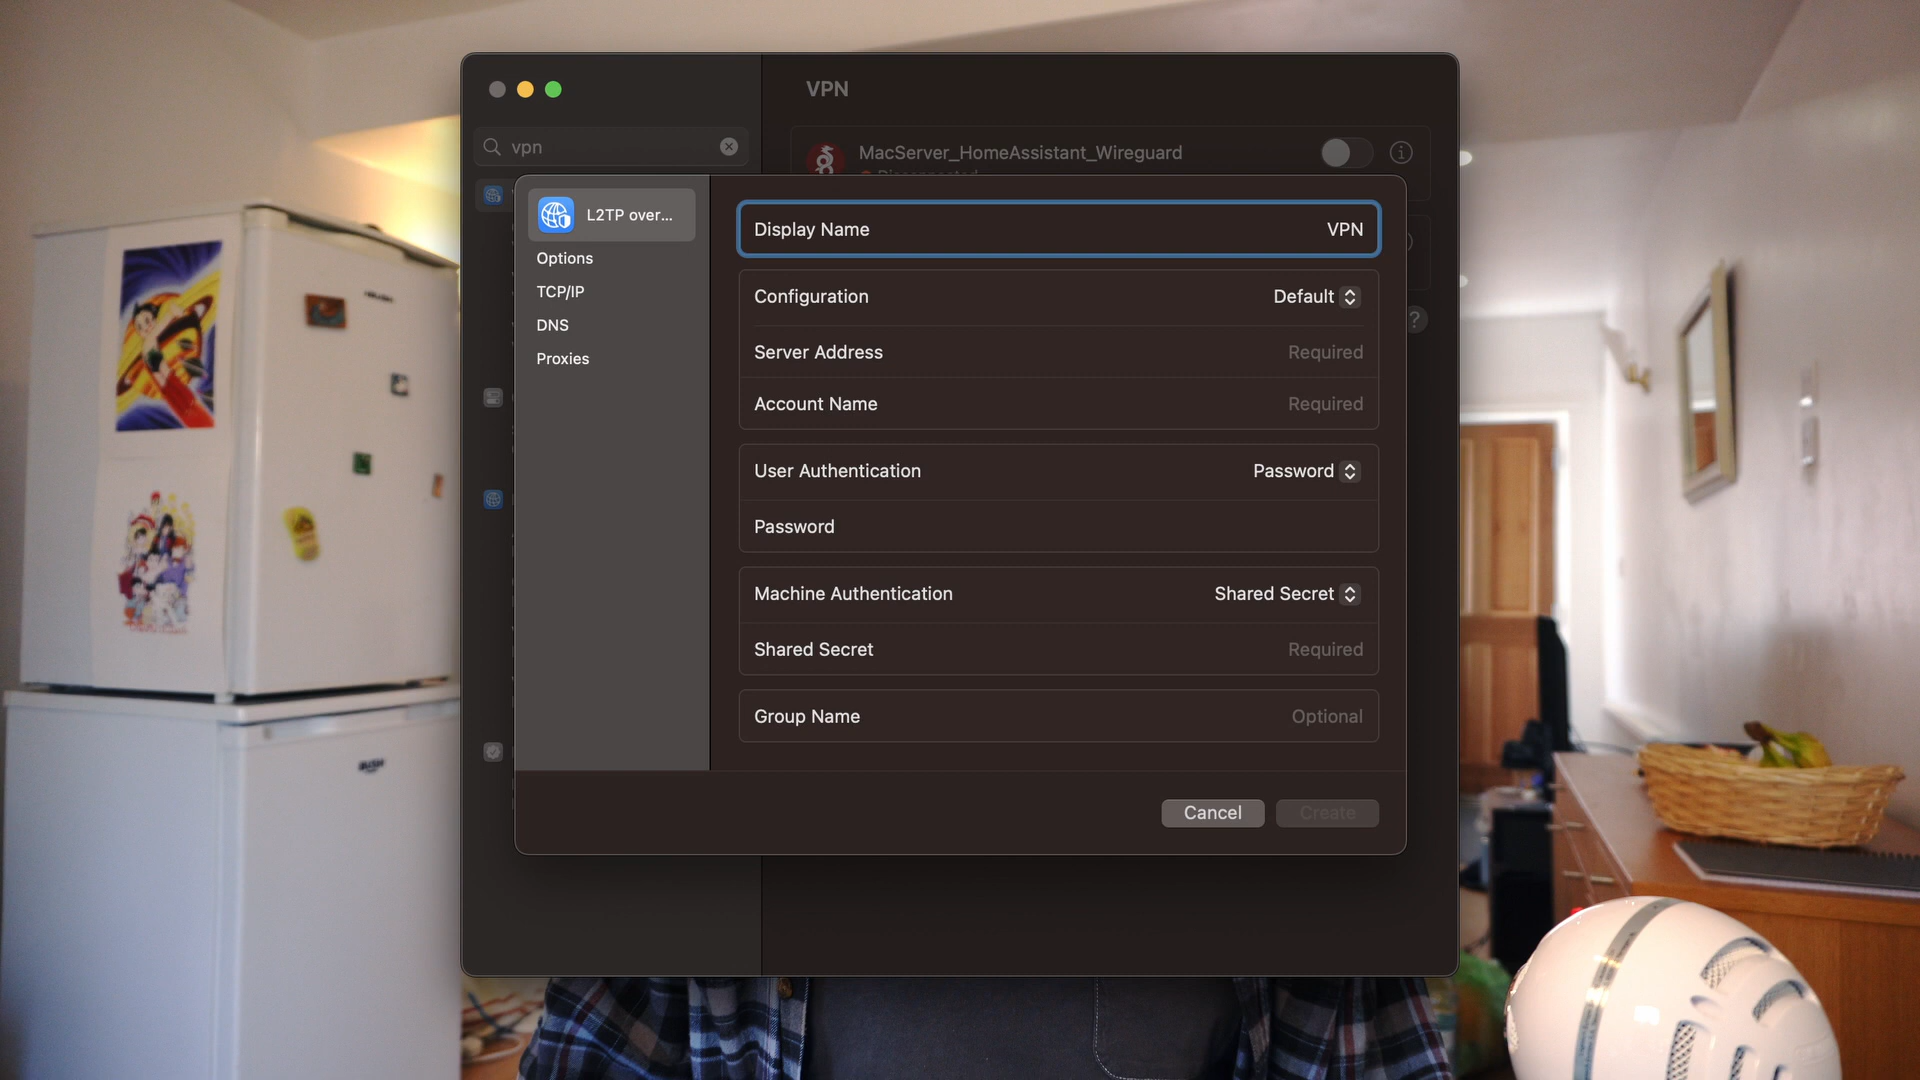 VPN
vpn
MacServer_HomeAssistant_Wireguard
L2TP over...
Options
TCP/IP
DNS
Proxies
Display Name VPN
Configuration Default
Server Address Required
Account Name Required
User Authentication Password
Password
Machine Authentication Shared Secret
Shared Secret Required
Group Name Optional
Cancel Create
?
BUSH